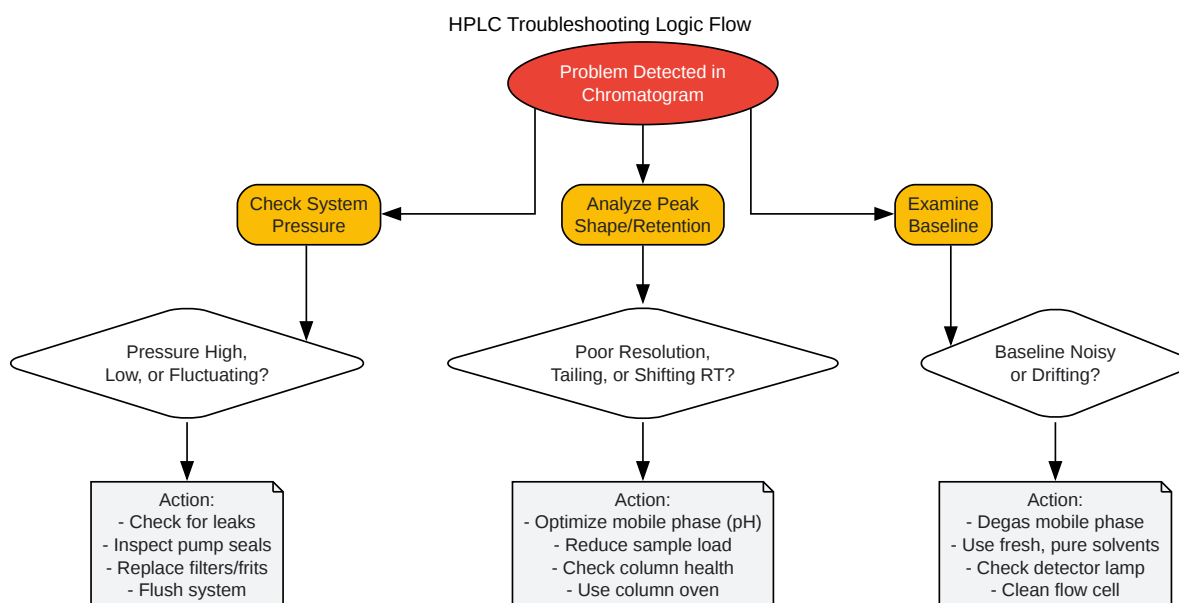 HPLC Troubleshooting Logic Flow
Problem Detected in
Chromatogram
Check System
Pressure
Analyze Peak
Shape/Retention
Examine
Baseline
Pressure High,
Low, or Fluctuating?
Poor Resolution,
Tailing, or Shifting RT?
Baseline Noisy
or Drifting?
Action:
- Check for leaks
- Inspect pump seals
- Replace filters/frits
- Flush system
Action:
- Optimize mobile phase (pH)
- Reduce sample load
- Check column health
- Use column oven
Action:
- Degas mobile phase
- Use fresh, pure solvents
- Check detector lamp
- Clean flow cell